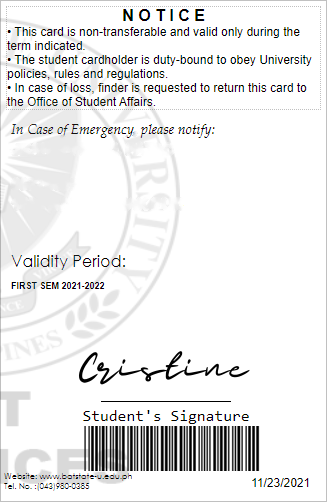 NOTICE
• This card is non-transferable and valid only during the
term indicated.
• The student cardholder is duty-bound to obey University
policies, rules and regulations.
• In case of loss, finder is requested to return this card to
the Office of Student Affairs.
In Case of Emergency please notify:
Validity Period:
FIRST SEM 2021-2022
Cristine
Student's Signature
Website: www.batstate-u.edu.ph
Tel. No. :(043)980-0385
11/23/2021